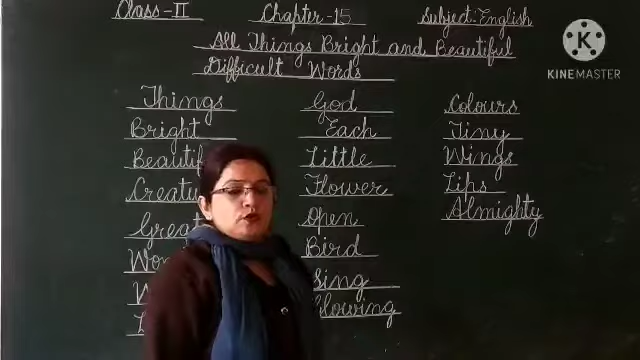 Class-II Chapter-15 Subject:English
All Things Bright and Beautiful
Difficult Words
Things God Colours
Bright Each Tiny
Little Wings
Flower Lips
Open Almighty
Bird
Sing
KINEMASTER